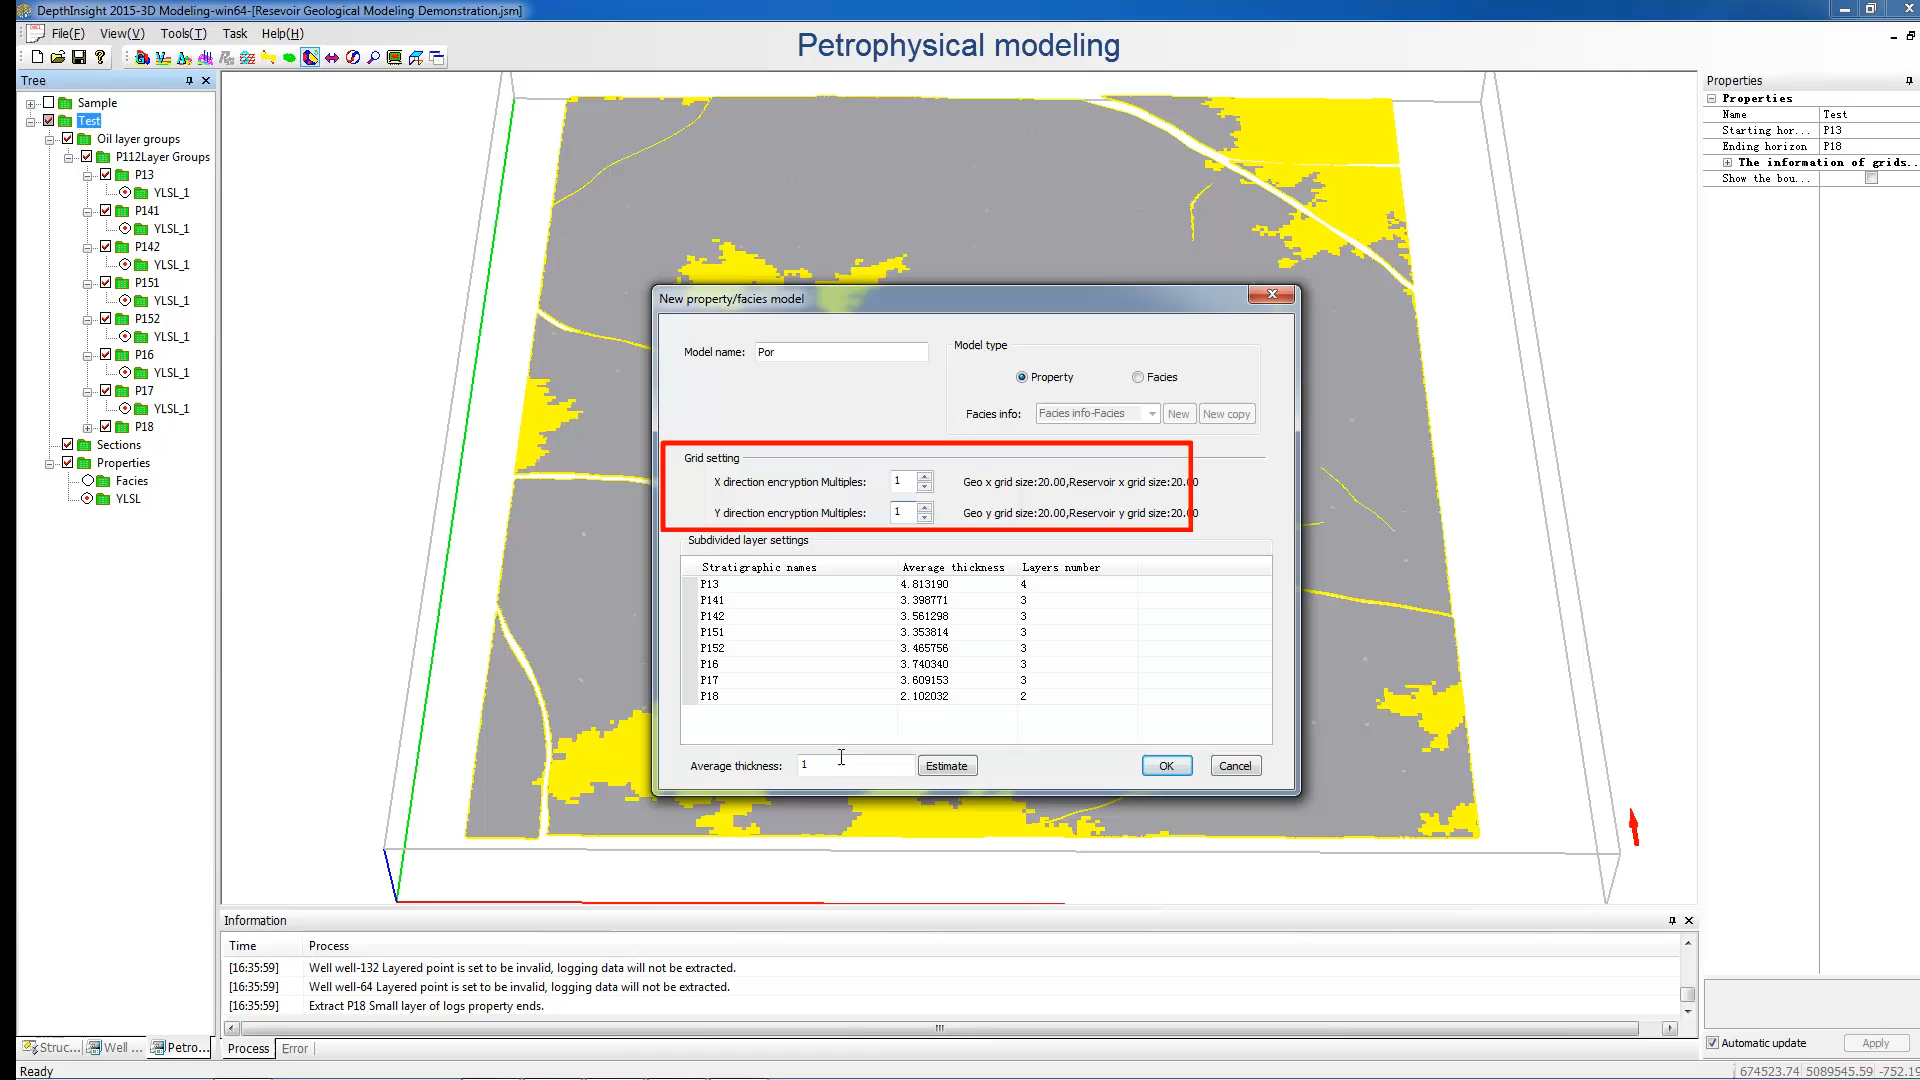 DepthInsight 2015-3D Modeling-win64-[Resevoir Geological Modeling Demonstration.jsm]
File(F) View(V) Tools(T) Task Help(H)
Petrophysical modeling
Tree
Sample
Test
Oil layer groups
P112Layer Groups
P13
YLSL_1
P141
YLSL_1
P142
YLSL_1
P151
YLSL_1
P152
YLSL_1
P16
YLSL_1
P17
YLSL_1
P18
Sections
Properties
Facies
YLSL
New property/facies model
Model name: Por
Model type
Property Facies
Facies info: Facies info-Facies New New copy
Grid setting
X direction encryption Multiples: 1 Geo x grid size:20.00,Reservoir x grid size:20.00
Y direction encryption Multiples: 1 Geo y grid size:20.00,Reservoir y grid size:20.00
Subdivided layer settings
Stratigraphic names Average thickness Layers number
P13 4.813190 4
P141 3.398771 3
P142 3.561298 3
P151 3.353814 3
P152 3.465756 3
P16 3.740340 3
P17 3.609153 3
P18 2.102032 2
Average thickness: 1 Estimate OK Cancel
Properties
Properties
Name Test
Starting hor... P13
Ending horizon P18
The information of grids..
Show the bou...
Information
Time Process
[16:35:59] Well well-132 Layered point is set to be invalid, logging data will not be extracted.
[16:35:59] Well well-64 Layered point is set to be invalid, logging data will not be extracted.
[16:35:59] Extract P18 Small layer of logs property ends.
Struc... Well ... Petro...
Process Error
Automatic update Apply
Ready
674523.74 5089545.59 -752.19